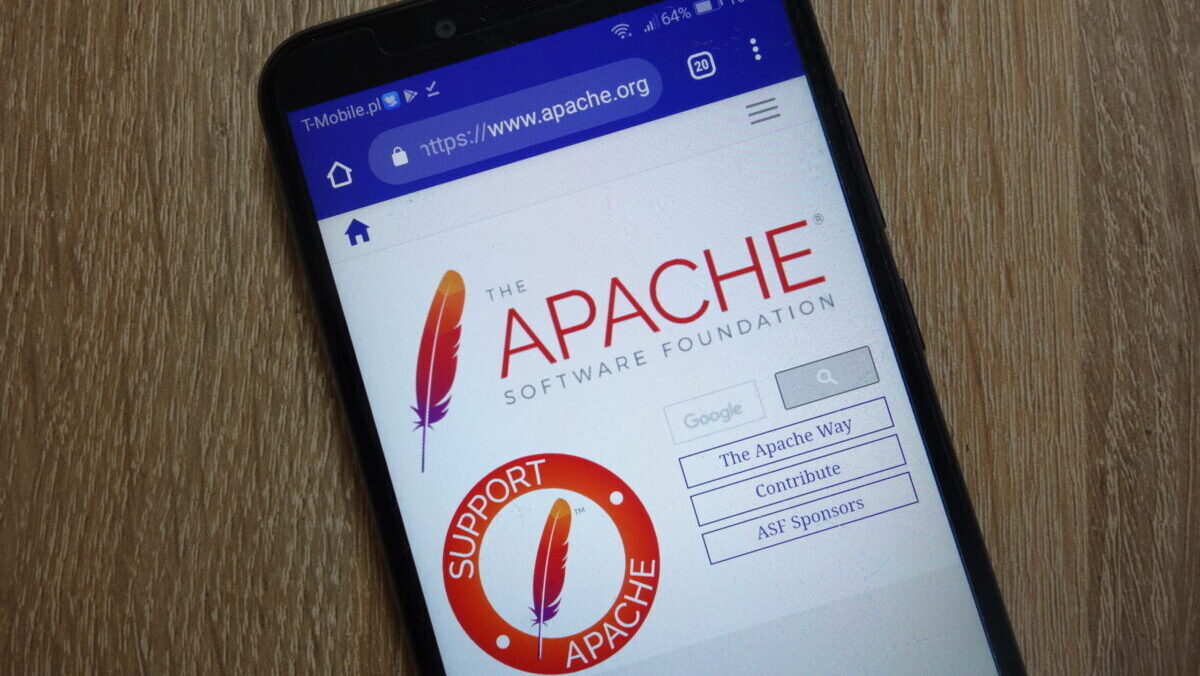 T-Mobile.pl
64%
https://www.apache.org
20
THE
APACHE®
SOFTWARE FOUNDATION
Google
The Apache Way
Contribute
ASF Sponsors
SUPPORT
™
APACHE